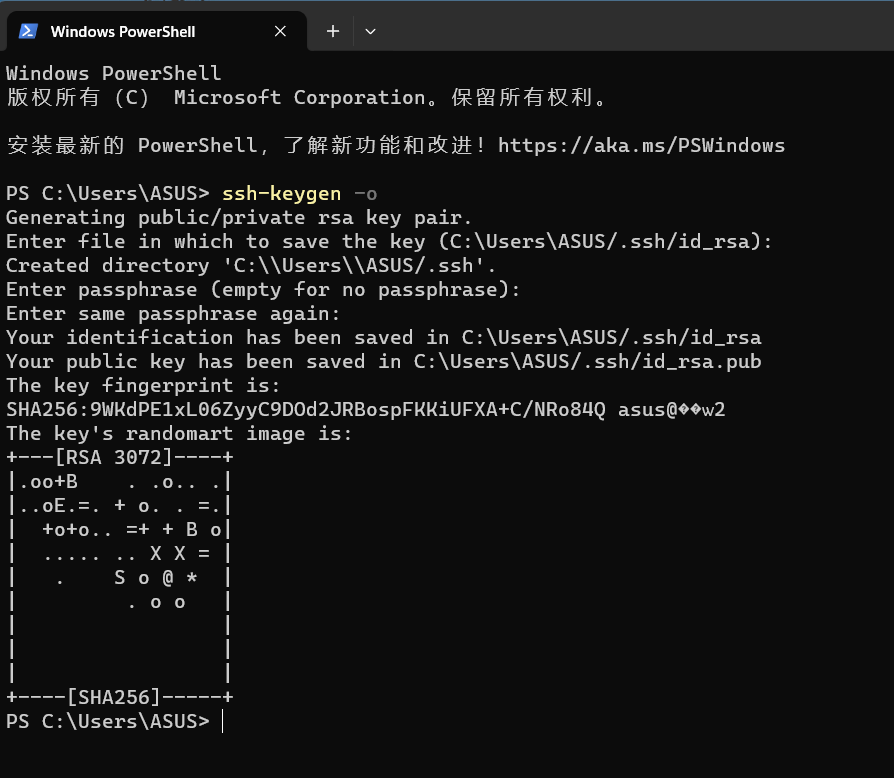 Windows PowerShell
Windows PowerShell
版权所有 (C)  Microsoft Corporation。保留所有权利。
安装最新的 PowerShell，了解新功能和改进！https://aka.ms/PSWindows
PS C:\Users\ASUS> ssh-keygen -o
Generating public/private rsa key pair.
Enter file in which to save the key (C:\Users\ASUS/.ssh/id_rsa):
Created directory 'C:\\Users\\ASUS/.ssh'.
Enter passphrase (empty for no passphrase):
Enter same passphrase again:
Your identification has been saved in C:\Users\ASUS/.ssh/id_rsa
Your public key has been saved in C:\Users\ASUS/.ssh/id_rsa.pub
The key fingerprint is:
SHA256:9WKdPE1xL06ZyyC9DOd2JRBospFKKiUFXA+C/NRo84Q asus@��w2
The key's randomart image is:
+---[RSA 3072]----+
|.oo+B    . .o.. .|
|..oE.=. + o. . =.|
|  +o+o.. =+ + B o|
|  ..... .. X X = |
|   .    S o @ *  |
|         . o o   |
|                 |
|                 |
|                 |
+----[SHA256]-----+
PS C:\Users\ASUS>